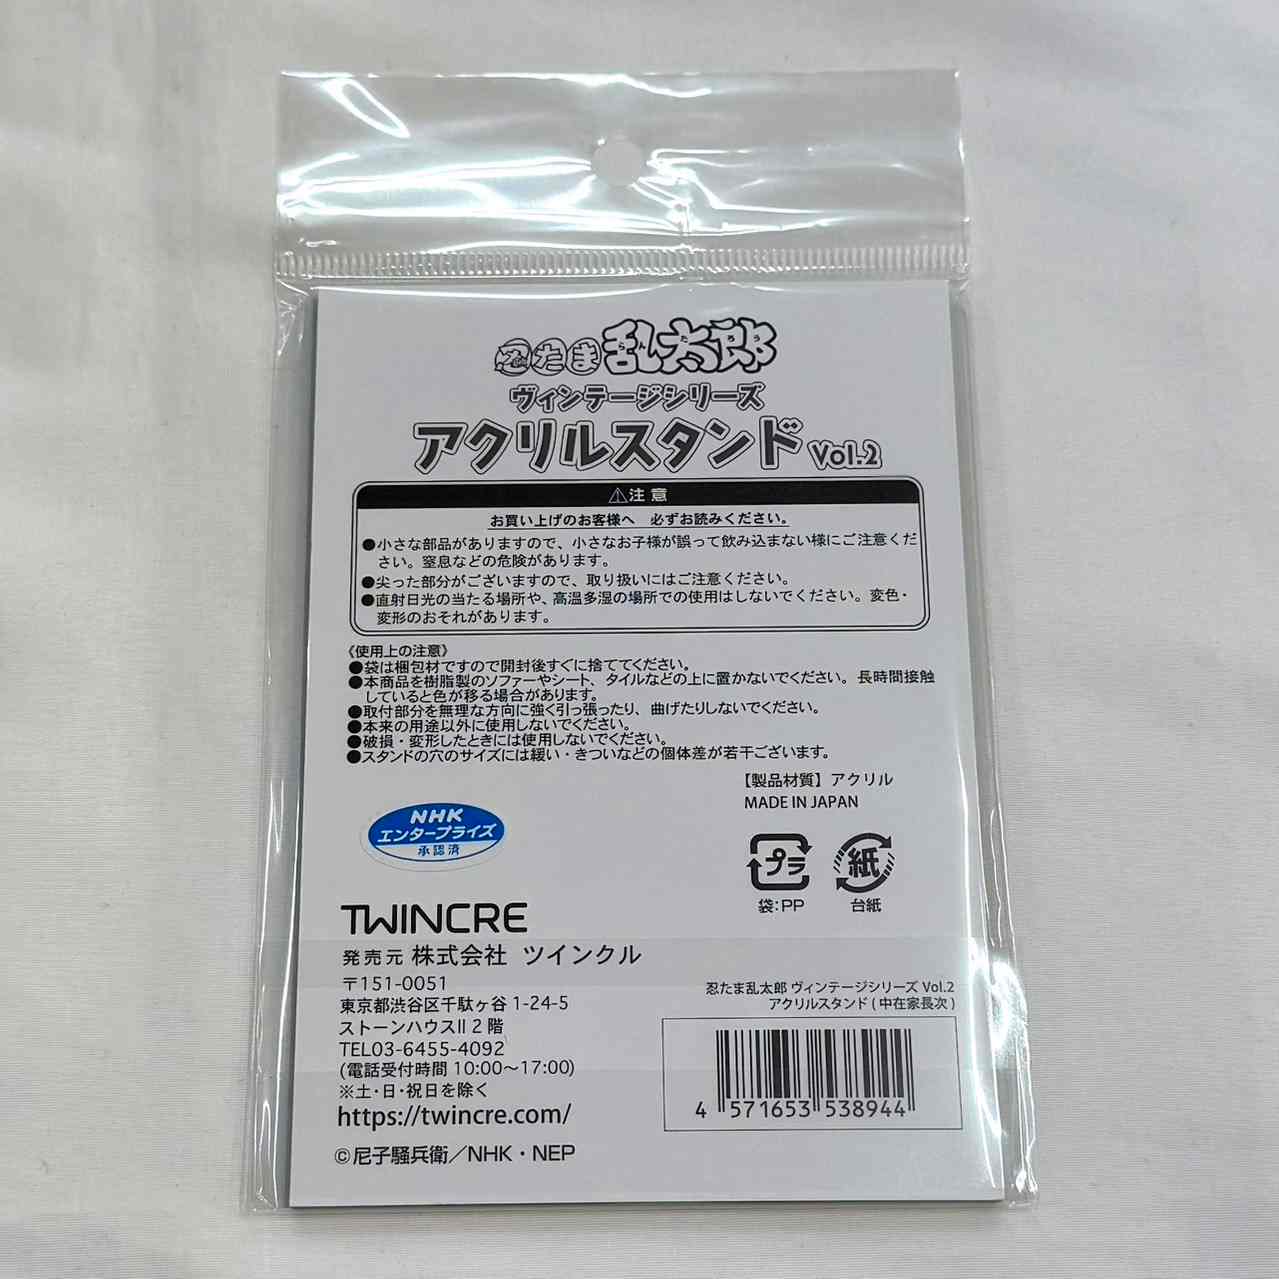 忍たま乱太郎
ヴィンテージシリーズ
アクリルスタンド Vol.2
⚠注意
お買い上げのお客様へ　必ずお読みください。
●小さな部品がありますので、小さなお子様が誤って飲み込まない様にご注意くだ
さい。窒息などの危険があります。
●尖った部分がございますので、取り扱いにはご注意ください。
●直射日光の当たる場所や、高温多湿の場所での使用はしないでください。変色・
変形のおそれがあります。
《使用上の注意》
●袋は梱包材ですので開封後すぐに捨ててください。
●本商品を樹脂製のソファーやシート、タイルなどの上に置かないでください。長時間接触
していると色が移る場合があります。
●取付部分を無理な方向に強く引っ張ったり、曲げたりしないでください。
●本来の用途以外に使用しないでください。
●破損・変形したときには使用しないでください。
●スタンドの穴のサイズには緩い・きついなどの個体差が若干ございます。
【製品材質】アクリル
MADE IN JAPAN
NHK
エンタープライズ
承認済
プラ
袋:PP
紙
台紙
TWINCRE
発売元 株式会社 ツインクル
〒151-0051
東京都渋谷区千駄ヶ谷 1-24-5
ストーンハウスII 2 階
TEL03-6455-4092
(電話受付時間 10:00～17:00)
※土・日・祝日を除く
https://twincre.com/
©尼子騒兵衛／NHK・NEP
忍たま乱太郎 ヴィンテージシリーズ Vol.2
アクリルスタンド ( 中在家長次 )
4 571653 538944